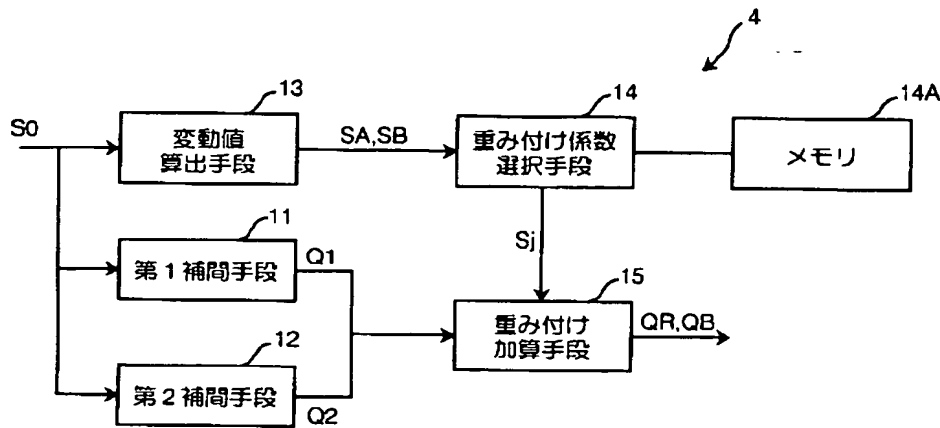 4
13
14
14A
S0
変動値
算出手段
SA,SB
重み付け係数
選択手段
メモリ
11
第1補間手段
Q1
Sj
15
重み付け
加算手段
QR,QB
12
第2補間手段
Q2